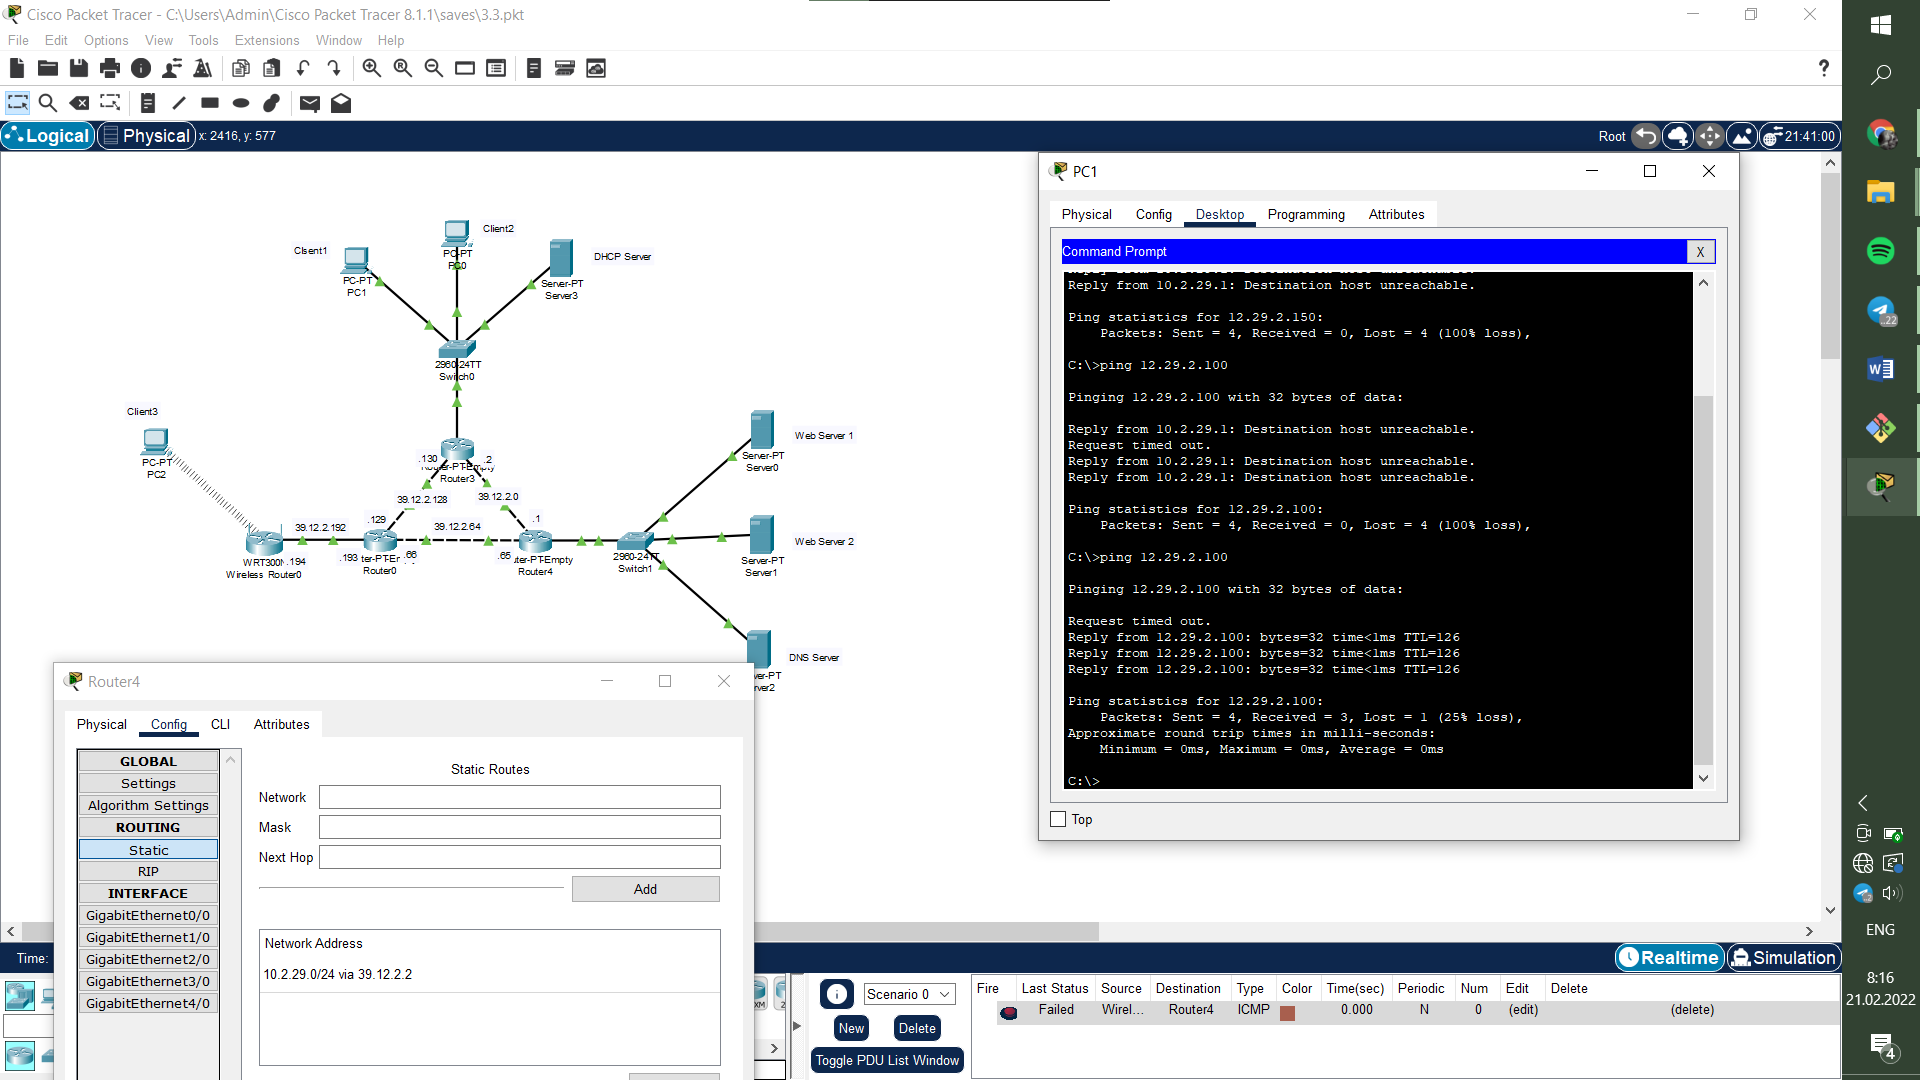 Cisco Packet Tracer - C:\Users\Admin\Cisco Packet Tracer 8.1.1\saves\3.3.pkt
File Edit Options View Tools Extensions Window Help
Logical Physical x: 2416, y: 577
Root 21:41:00
Client2
PC-PT
PC0
Clsent1
PC-PT
PC1
DHCP Server
Server-PT
Server3
2960-24TT
Switch0
Client3
PC-PT
PC2
.130
.2
Router-PT-Empty
Router3
39.12.2.128
39.12.2.0
39.12.2.192
.129
39.12.2.64
.1
.194
Wireless Router0
.193
.66
Router0
.65
Router4
2960-24TT
Switch1
Web Server 1
Server-PT
Server0
Web Server 2
Server-PT
Server1
DNS Server
PC1
Physical Config Desktop Programming Attributes
Command Prompt
X
Reply from 10.2.29.1: Destination host unreachable.
Ping statistics for 12.29.2.150:
Packets: Sent = 4, Received = 0, Lost = 4 (100% loss),
C:\>ping 12.29.2.100
Pinging 12.29.2.100 with 32 bytes of data:
Reply from 10.2.29.1: Destination host unreachable.
Request timed out.
Reply from 10.2.29.1: Destination host unreachable.
Reply from 10.2.29.1: Destination host unreachable.
Ping statistics for 12.29.2.100:
Packets: Sent = 4, Received = 0, Lost = 4 (100% loss),
C:\>ping 12.29.2.100
Pinging 12.29.2.100 with 32 bytes of data:
Request timed out.
Reply from 12.29.2.100: bytes=32 time<1ms TTL=126
Reply from 12.29.2.100: bytes=32 time<1ms TTL=126
Reply from 12.29.2.100: bytes=32 time<1ms TTL=126
Ping statistics for 12.29.2.100:
Packets: Sent = 4, Received = 3, Lost = 1 (25% loss),
Approximate round trip times in milli-seconds:
Minimum = 0ms, Maximum = 0ms, Average = 0ms
C:\>
Top
Router4
Physical Config CLI Attributes
GLOBAL
Settings
Algorithm Settings
ROUTING
Static
RIP
INTERFACE
GigabitEthernet0/0
GigabitEthernet1/0
GigabitEthernet2/0
GigabitEthernet3/0
GigabitEthernet4/0
Static Routes
Network
Mask
Next Hop
Add
Network Address
10.2.29.0/24 via 39.12.2.2
Time:
Realtime Simulation
Scenario 0
New Delete
Toggle PDU List Window
Fire Last Status Source Destination Type Color Time(sec) Periodic Num Edit Delete
Failed Wirel... Router4 ICMP 0.000 N 0 (edit) (delete)
ENG
8:16
21.02.2022
4